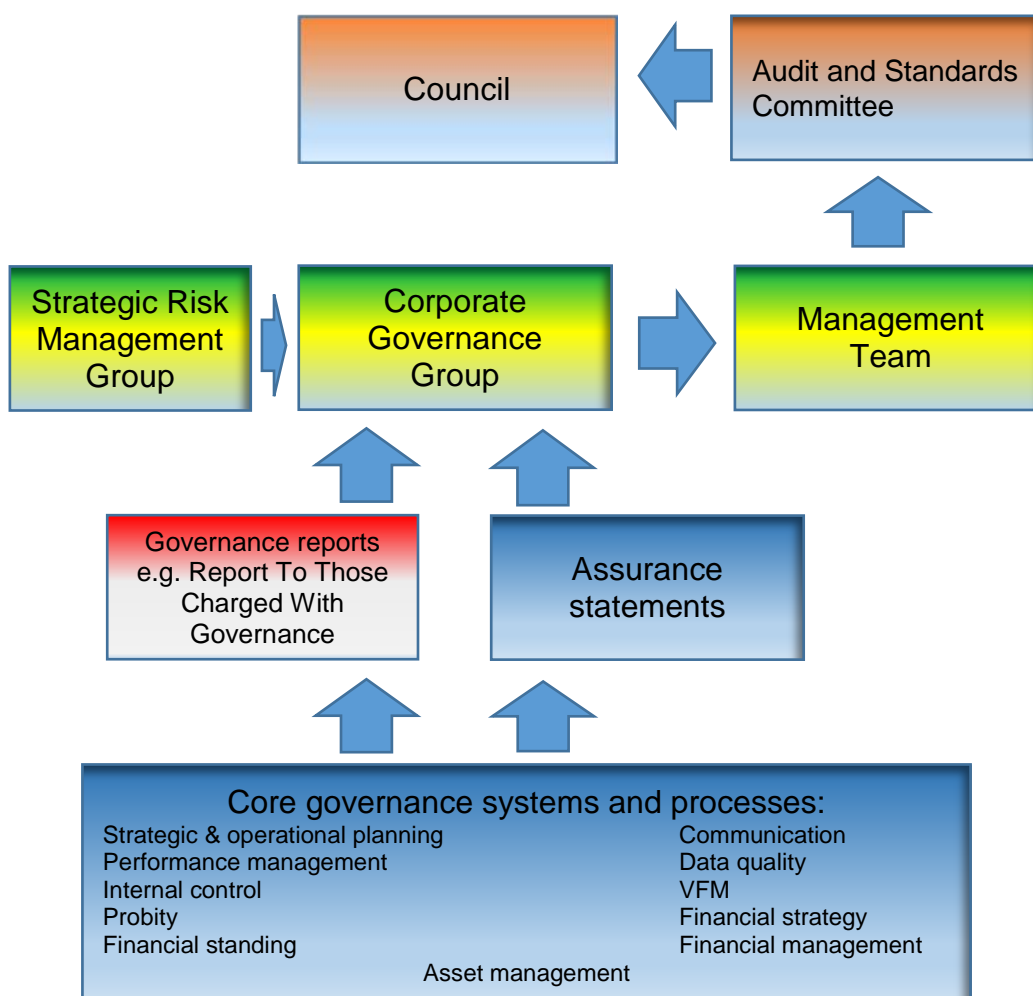 Council
Audit and Standards
Committee
Strategic Risk
Management
Group
Corporate
Governance
Group
Management
Team
Governance reports
e.g. Report To Those
Charged With
Governance
Assurance
statements
Core governance systems and processes:
Strategic & operational planning
Performance management
Internal control
Probity
Financial standing
Communication
Data quality
VFM
Financial strategy
Financial management
Asset management